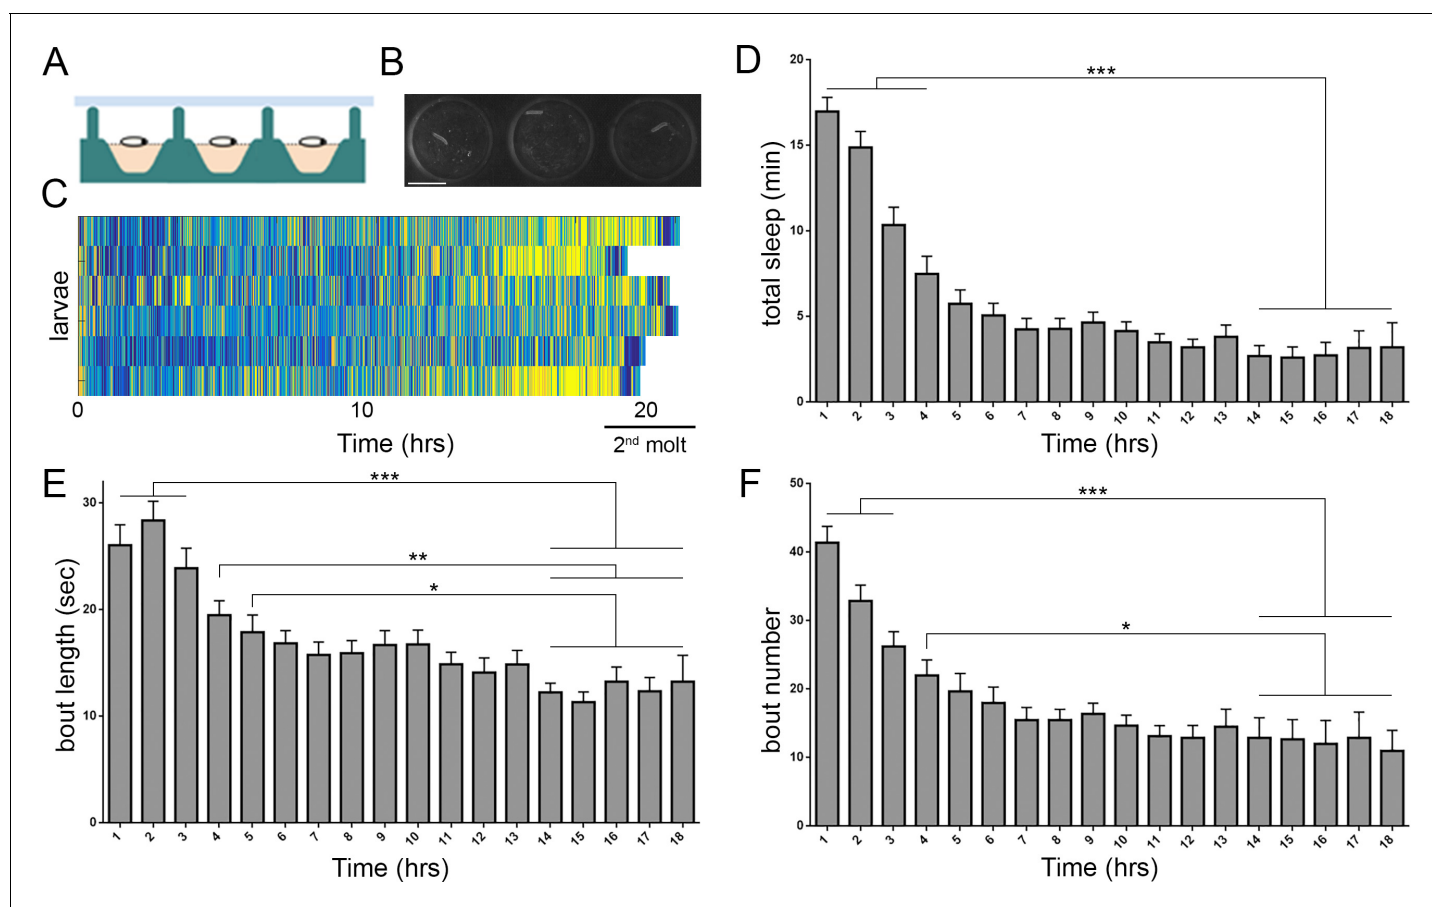 A
B
C
larvae
0 10 20
Time (hrs)
2nd molt
D
***
total sleep (min)
20
15
10
5
0
1 2 3 4 5 6 7 8 9 10 11 12 13 14 15 16 17 18
Time (hrs)
E
***
**
*
bout length (sec)
30
20
10
0
1 2 3 4 5 6 7 8 9 10 11 12 13 14 15 16 17 18
Time (hrs)
F
***
*
bout number
50
40
30
20
10
0
1 2 3 4 5 6 7 8 9 10 11 12 13 14 15 16 17 18
Time (hrs)